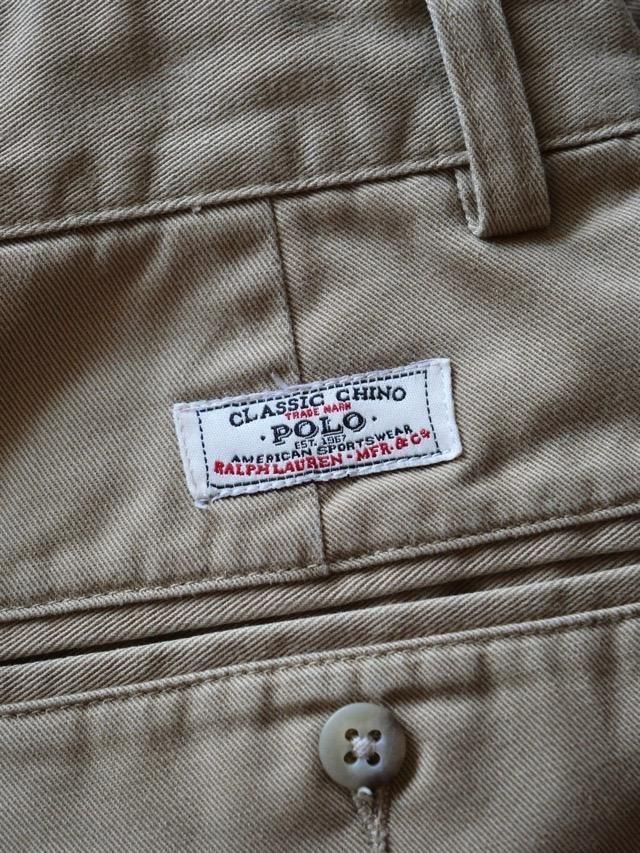 CLASSIC CHINO
TRADE MARK
· POLO ·
EST. 1967
AMERICAN SPORTSWEAR
RALPH LAUREN · MFR. & Co.